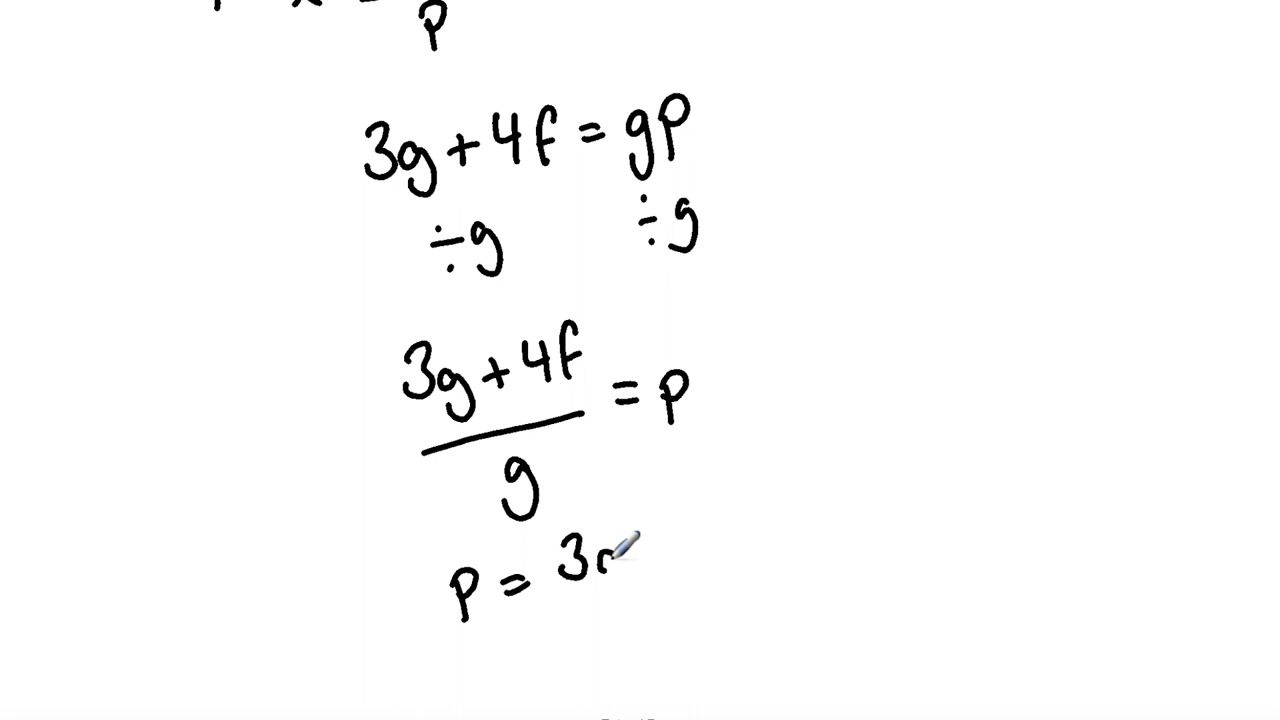 p
3g + 4f = gp
÷g ÷g
3g + 4f
= p
g
p = 3